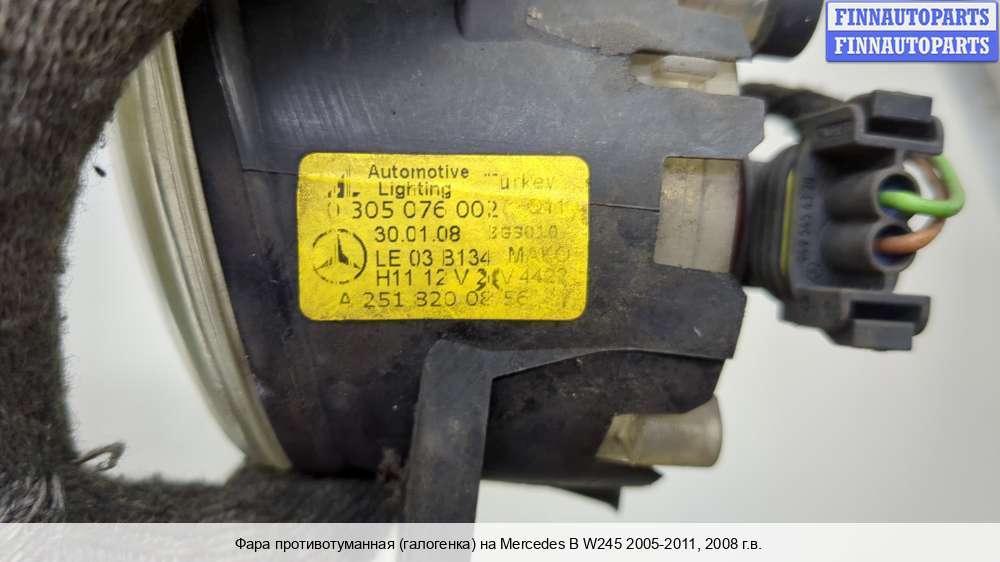 FINNAUTOPARTS
FINNAUTOPARTS
Automotive Turkey
Lighting
0 305 076 002
30.01.08
LE 03 B134 MAKO
H11 12 V
A 251 820 08 56
Фара противотуманная (галогенка) на Mercedes B W245 2005-2011, 2008 г.в.